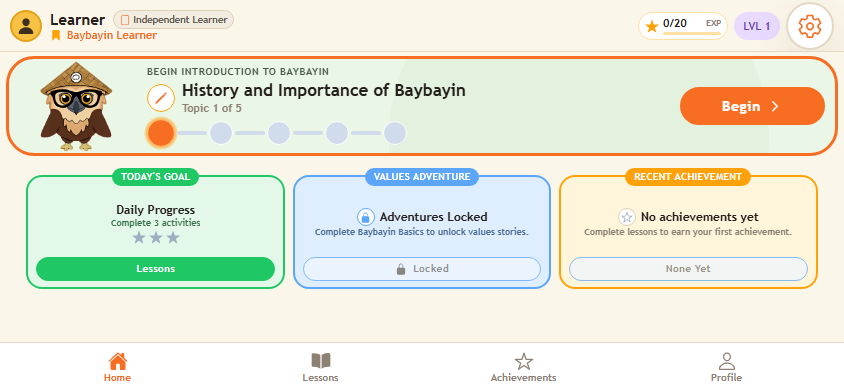 Learner
Independent Learner
Baybayin Learner
0/20 EXP
LVL 1
BEGIN INTRODUCTION TO BAYBAYIN
History and Importance of Baybayin
Topic 1 of 5
Begin
TODAY'S GOAL
Daily Progress
Complete 3 activities
Lessons
VALUES ADVENTURE
Adventures Locked
Complete Baybayin Basics to unlock values stories.
Locked
RECENT ACHIEVEMENT
No achievements yet
Complete lessons to earn your first achievement.
None Yet
Home
Lessons
Achievements
Profile